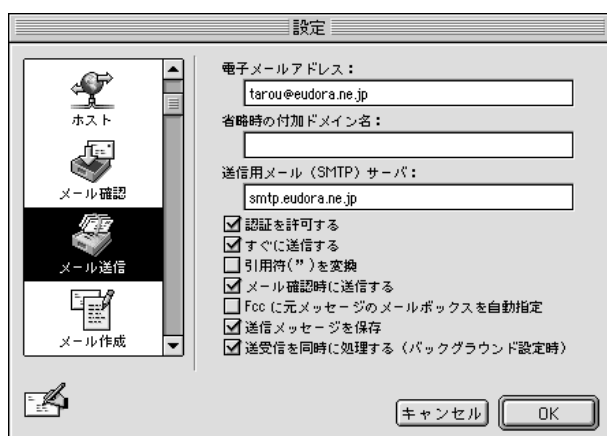 設定
ホスト
メール確認
メール送信
メール作成
電子メールアドレス:
tarou@eudora.ne.jp
省略時の付加ドメイン名:
送信用メール (SMTP) サーバ:
smtp.eudora.ne.jp
認証を許可する
すぐに送信する
引用符(”)を変換
メール確認時に送信する
Fcc に元メッセージのメールボックスを自動指定
送信メッセージを保存
送受信を同時に処理する (バックグラウンド設定時)
キャンセル
OK